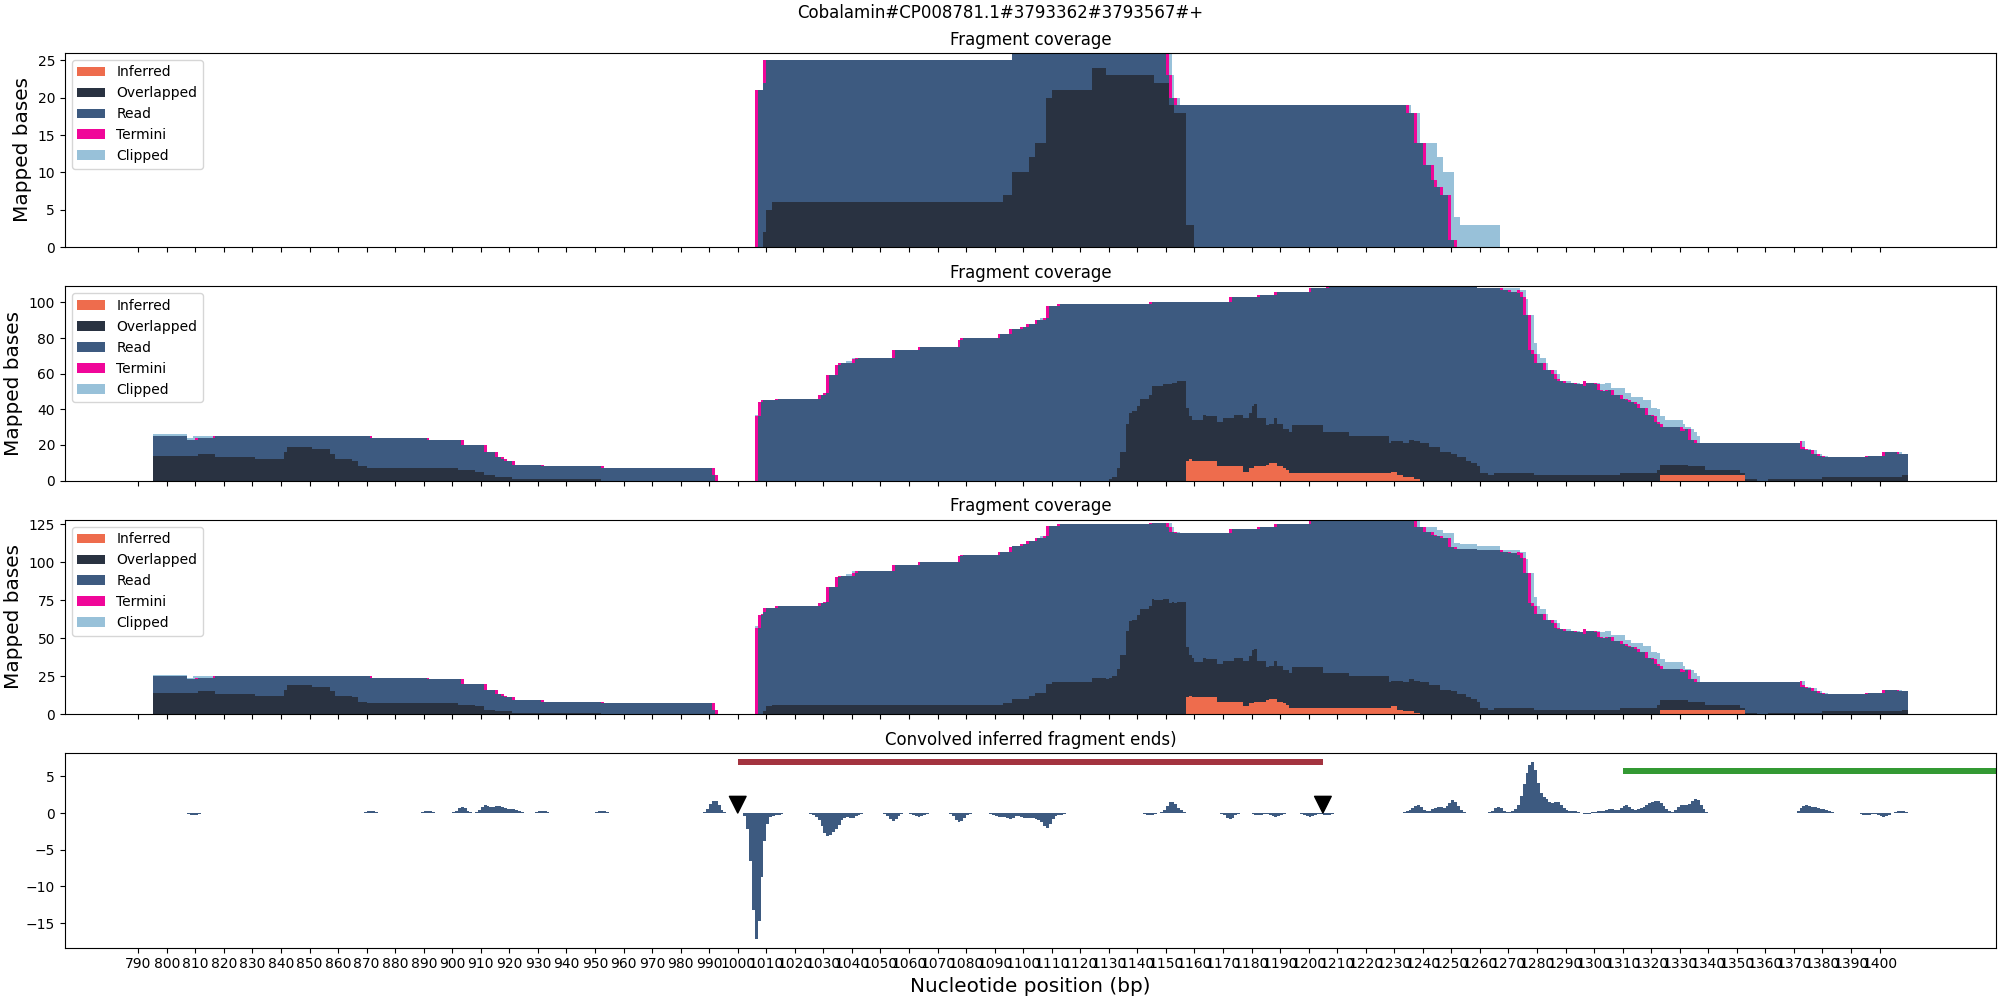 Cobalamin#CP008781.1#3793362#3793567#+
Fragment coverage
Mapped bases
25
20
15
10
5
0
Inferred
Overlapped
Read
Termini
Clipped
Fragment coverage
Mapped bases
100
80
60
40
20
0
Inferred
Overlapped
Read
Termini
Clipped
Fragment coverage
Mapped bases
125
100
75
50
25
0
Inferred
Overlapped
Read
Termini
Clipped
Convolved inferred fragment ends)
5
0
−5
−10
−15
790 800 810 820 830 840 850 860 870 880 890 900 910 920 930 940 950 960 970 980 990 1000 1010 1020 1030 1040 1050 1060 1070 1080 1090 1100 1110 1120 1130 1140 1150 1160 1170 1180 1190 1200 1210 1220 1230 1240 1250 1260 1270 1280 1290 1300 1310 1320 1330 1340 1350 1360 1370 1380 1390 1400
Nucleotide position (bp)